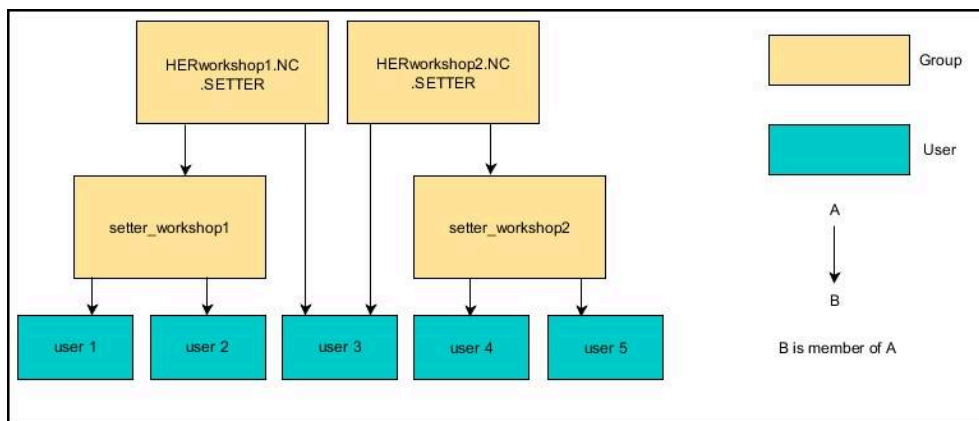 HERworkshop1.NC
.SETTER
HERworkshop2.NC
.SETTER
Group
User
setter_workshop1
setter_workshop2
A
B
user 1
user 2
user 3
user 4
user 5
B is member of A